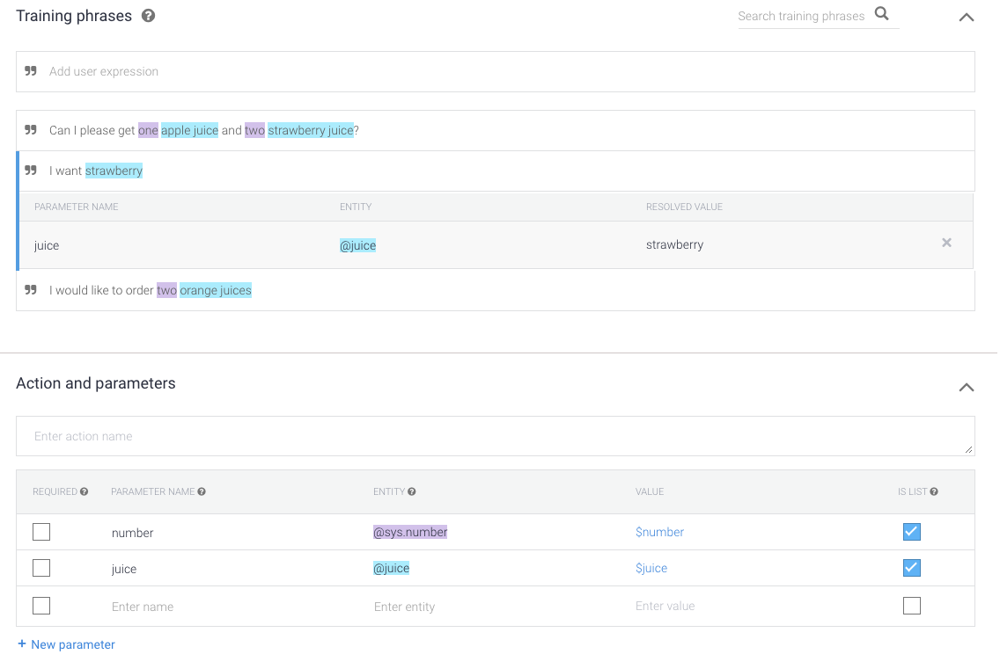 Training phrases
Search training phrases
Add user expression
Can I please get one apple juice and two strawberry juice?
I want strawberry
PARAMETER NAME ENTITY RESOLVED VALUE
juice @juice strawberry
I would like to order two orange juices
Action and parameters
Enter action name
REQUIRED PARAMETER NAME ENTITY VALUE IS LIST
number @sys.number $number
juice @juice $juice
Enter name Enter entity Enter value
+ New parameter